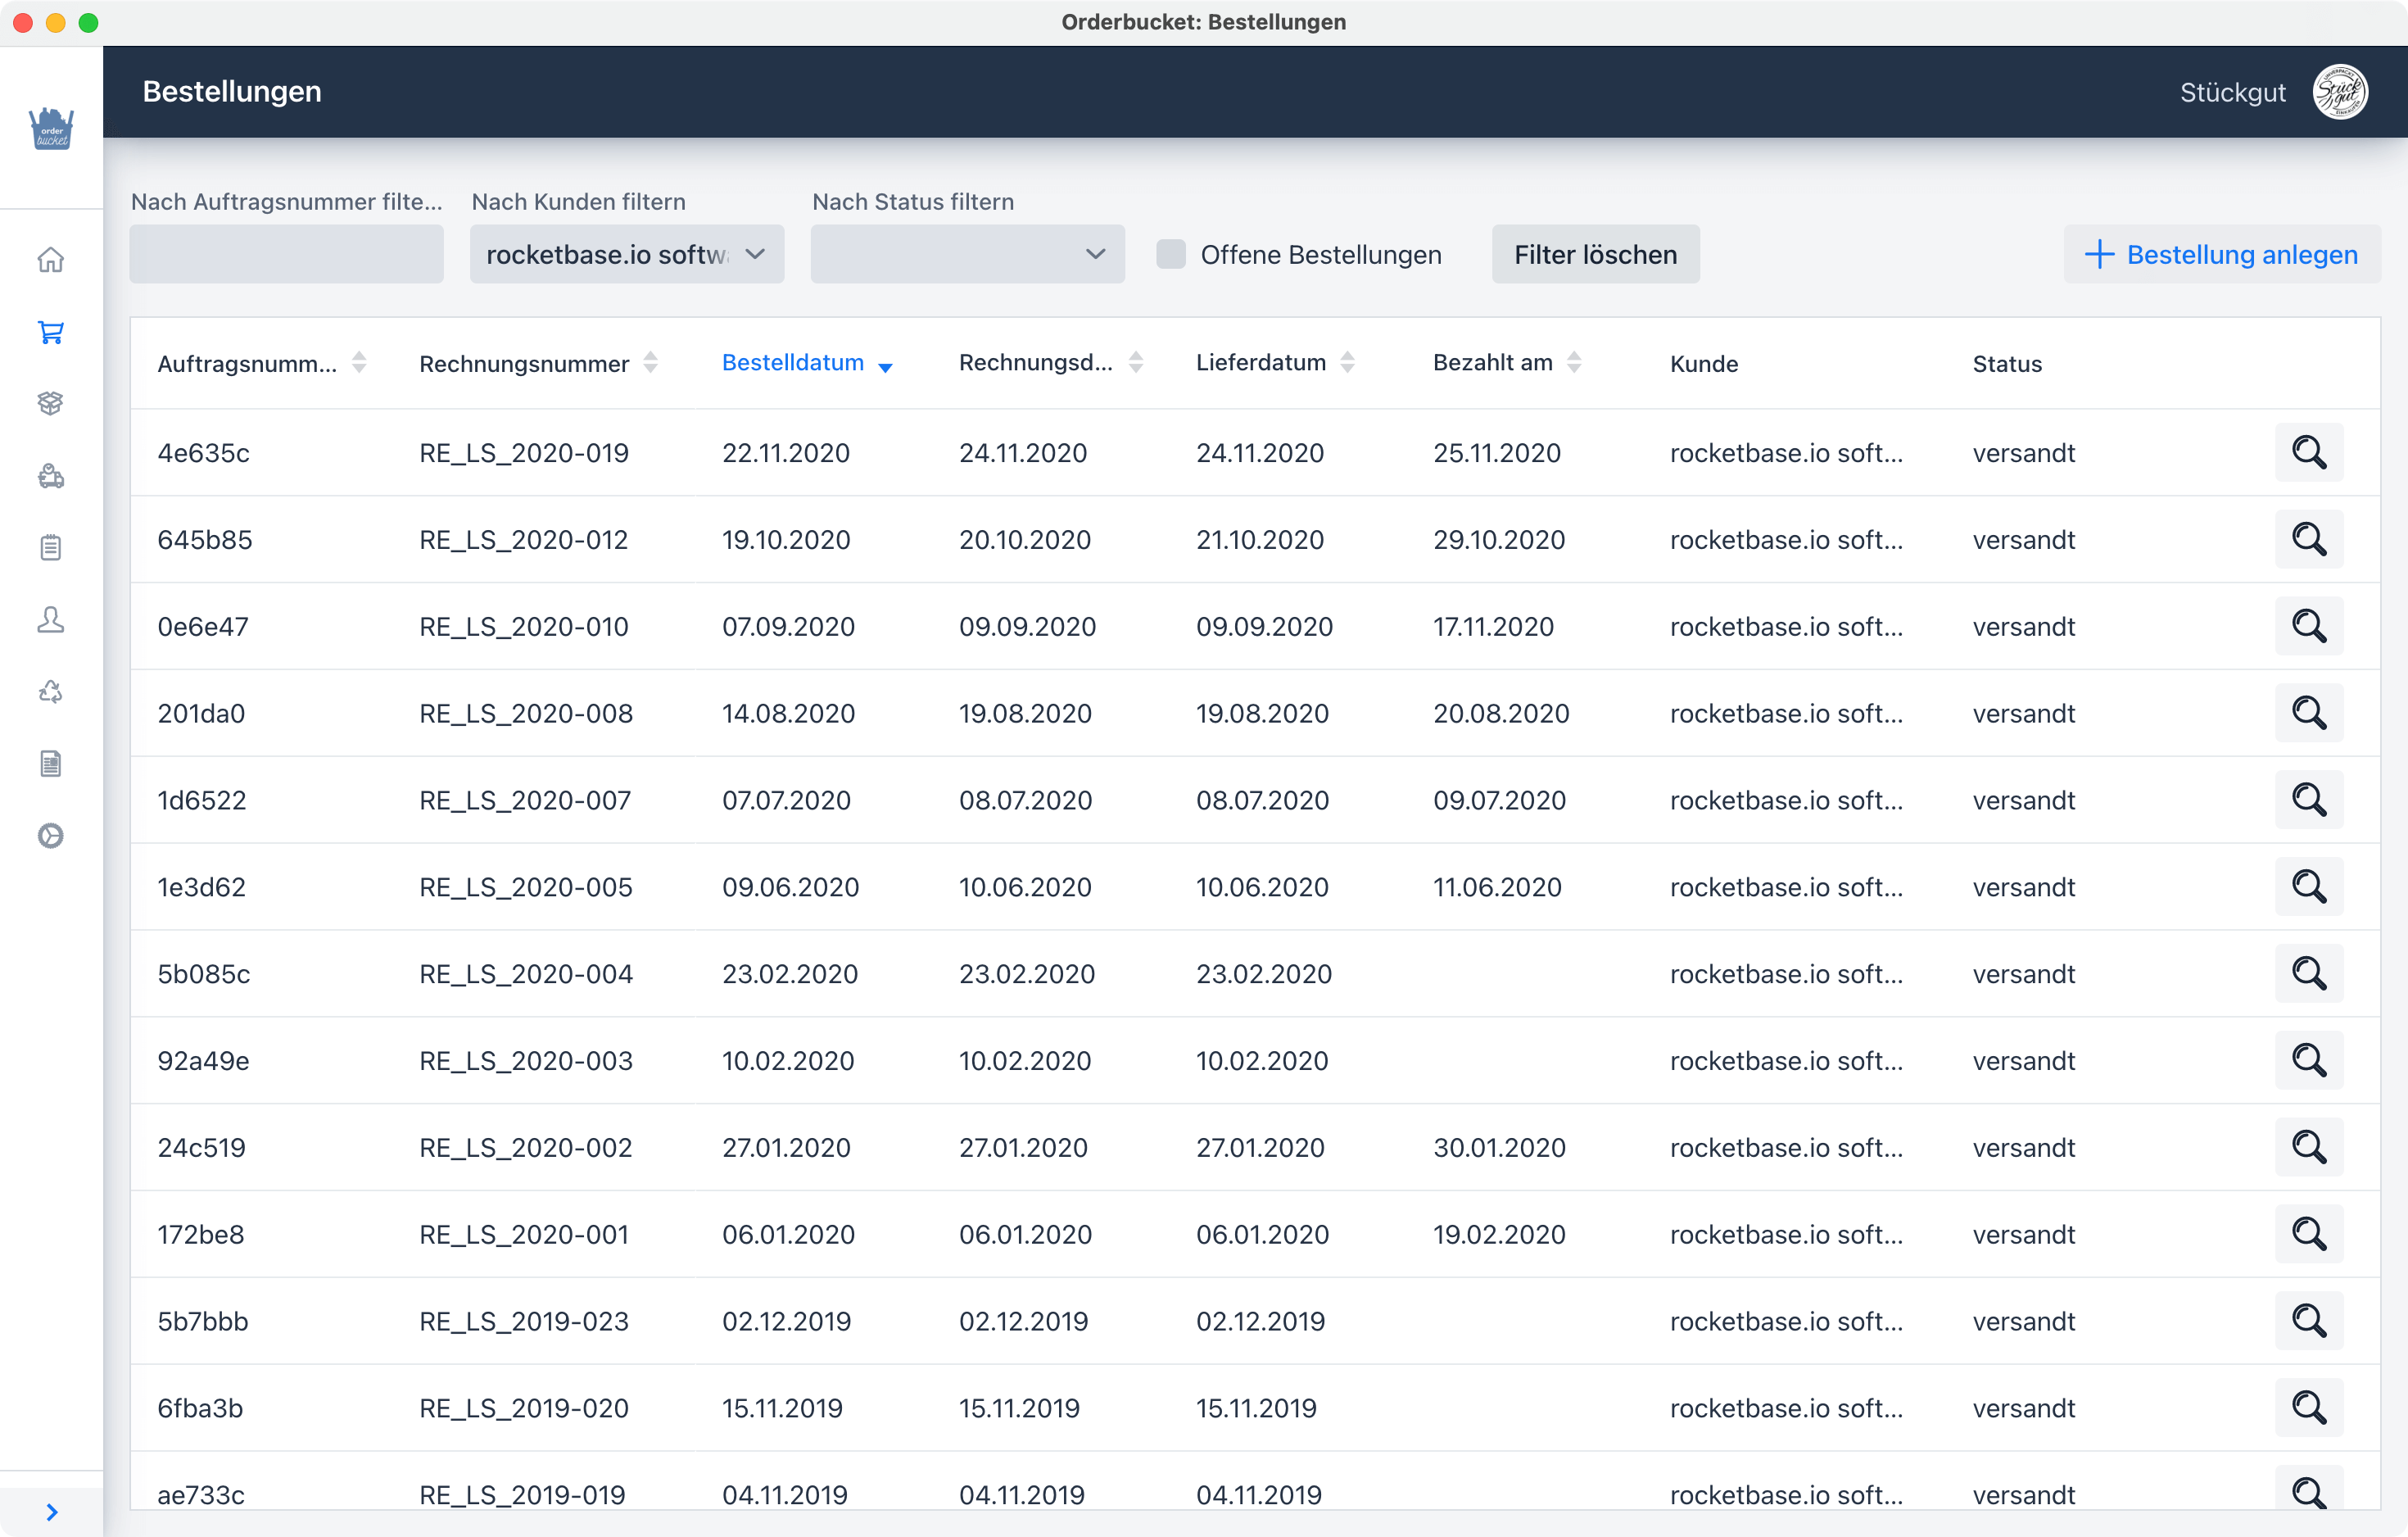 Orderbucket: Bestellungen
order
bucket
Bestellungen
Stückgut
UNVERPACKT
Stück
gut
EINKAUFEN
Nach Auftragsnummer filte...
Nach Kunden filtern
Nach Status filtern
rocketbase.io softw
Offene Bestellungen
Filter löschen
Bestellung anlegen
Auftragsnumm... Rechnungsnummer Bestelldatum Rechnungsd... Lieferdatum Bezahlt am Kunde Status
4e635c RE_LS_2020-019 22.11.2020 24.11.2020 24.11.2020 25.11.2020 rocketbase.io soft... versandt
645b85 RE_LS_2020-012 19.10.2020 20.10.2020 21.10.2020 29.10.2020 rocketbase.io soft... versandt
0e6e47 RE_LS_2020-010 07.09.2020 09.09.2020 09.09.2020 17.11.2020 rocketbase.io soft... versandt
201da0 RE_LS_2020-008 14.08.2020 19.08.2020 19.08.2020 20.08.2020 rocketbase.io soft... versandt
1d6522 RE_LS_2020-007 07.07.2020 08.07.2020 08.07.2020 09.07.2020 rocketbase.io soft... versandt
1e3d62 RE_LS_2020-005 09.06.2020 10.06.2020 10.06.2020 11.06.2020 rocketbase.io soft... versandt
5b085c RE_LS_2020-004 23.02.2020 23.02.2020 23.02.2020 rocketbase.io soft... versandt
92a49e RE_LS_2020-003 10.02.2020 10.02.2020 10.02.2020 rocketbase.io soft... versandt
24c519 RE_LS_2020-002 27.01.2020 27.01.2020 27.01.2020 30.01.2020 rocketbase.io soft... versandt
172be8 RE_LS_2020-001 06.01.2020 06.01.2020 06.01.2020 19.02.2020 rocketbase.io soft... versandt
5b7bbb RE_LS_2019-023 02.12.2019 02.12.2019 02.12.2019 rocketbase.io soft... versandt
6fba3b RE_LS_2019-020 15.11.2019 15.11.2019 15.11.2019 rocketbase.io soft... versandt
ae733c RE_LS_2019-019 04.11.2019 04.11.2019 04.11.2019 rocketbase.io soft... versandt